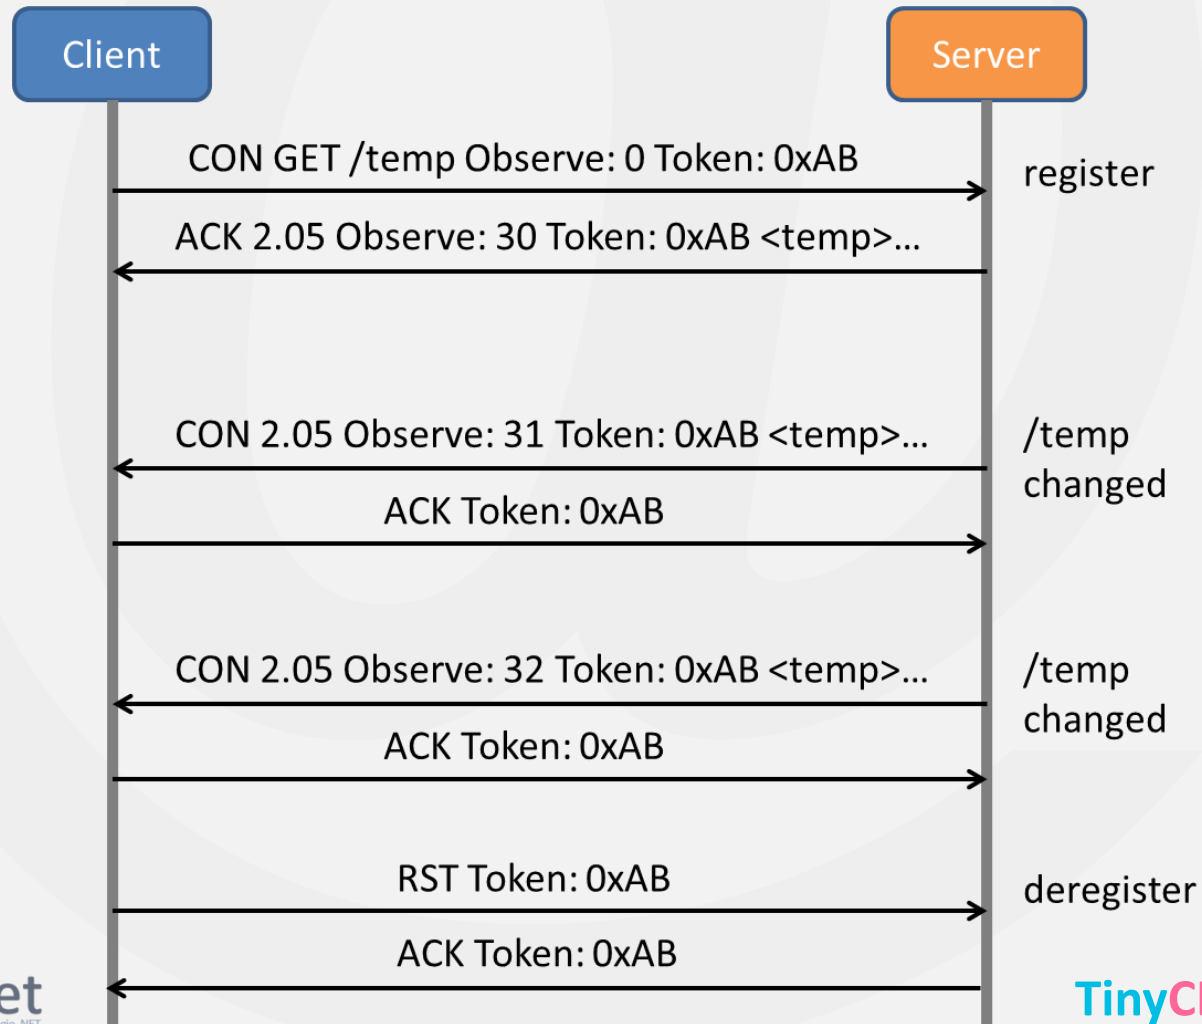 Client
Server
CON GET /temp Observe: 0 Token: 0xAB
register
ACK 2.05 Observe: 30 Token: 0xAB <temp>...
CON 2.05 Observe: 31 Token: 0xAB <temp>...
/temp
changed
ACK Token: 0xAB
CON 2.05 Observe: 32 Token: 0xAB <temp>...
/temp
changed
ACK Token: 0xAB
RST Token: 0xAB
deregister
ACK Token: 0xAB
et
TinyCl